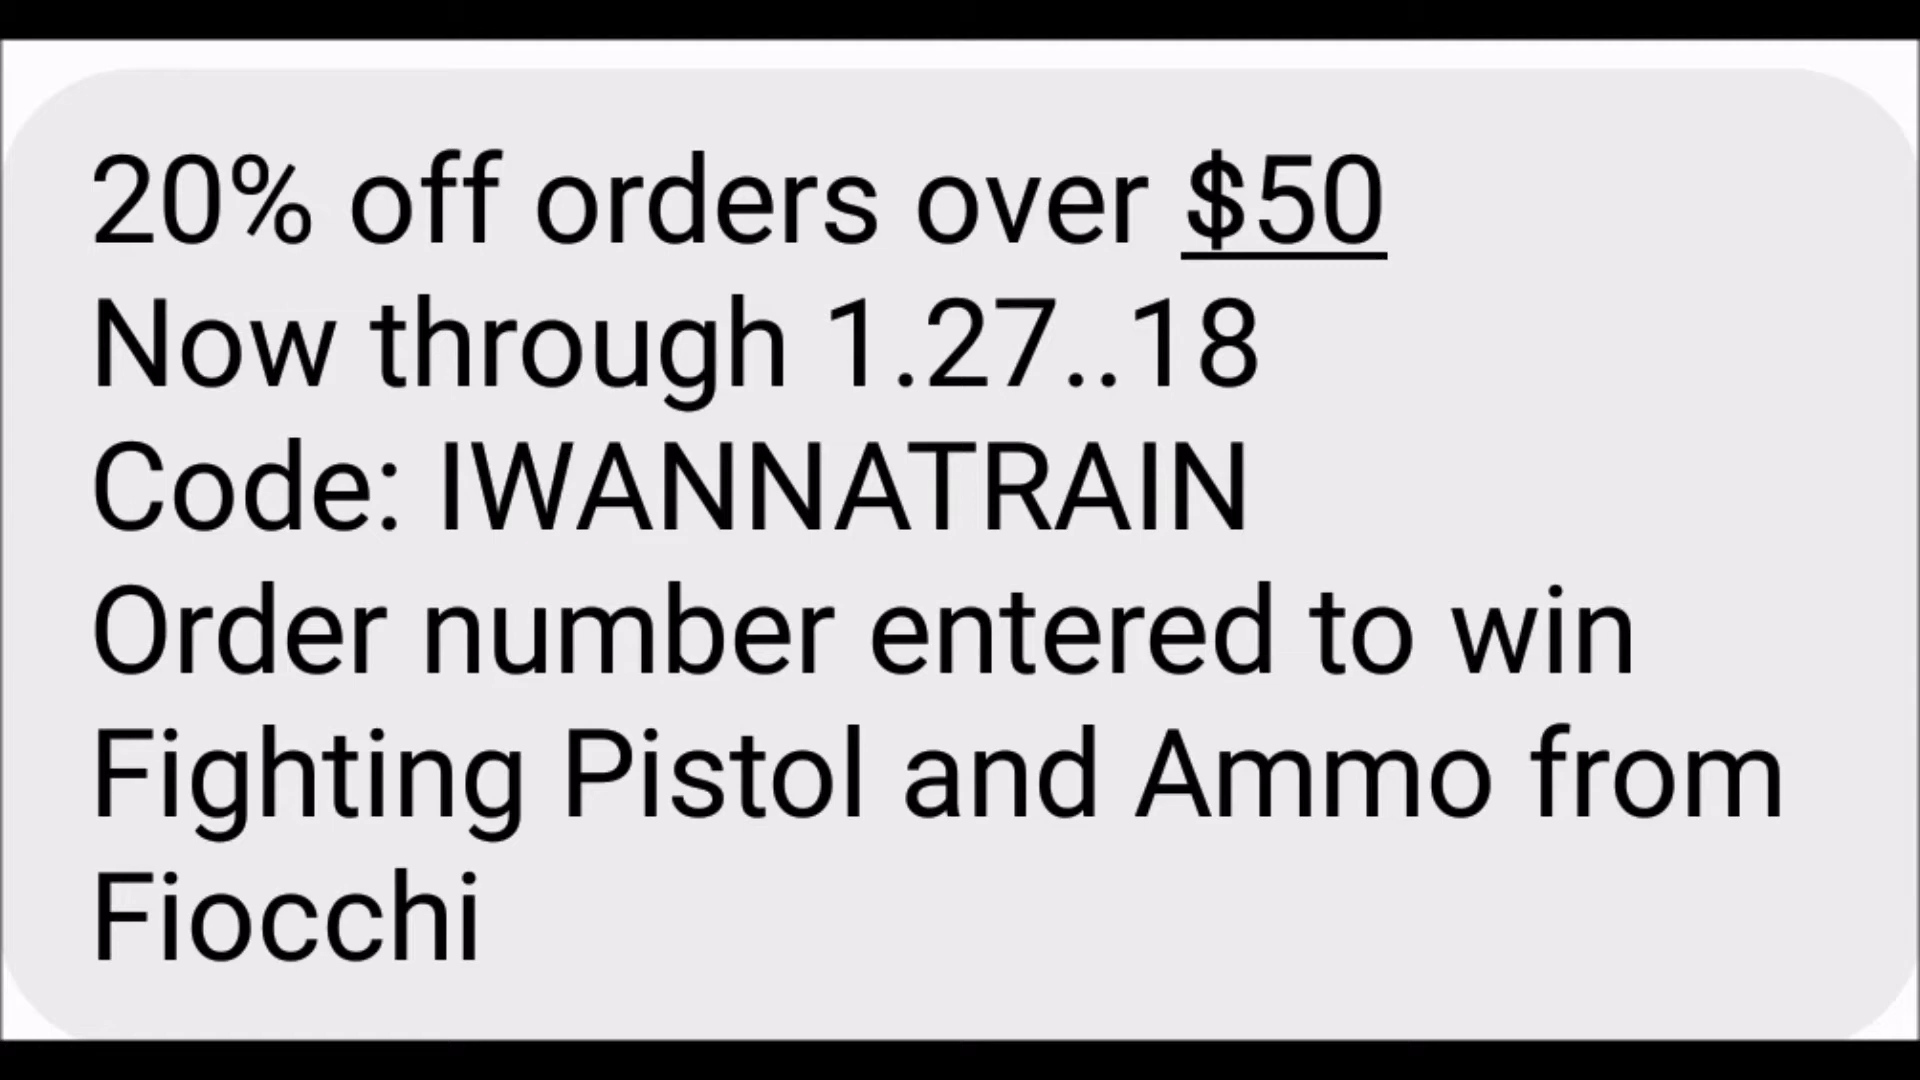 20% off orders over $50
Now through 1.27..18
Code: IWANNATRAIN
Order number entered to win
Fighting Pistol and Ammo from
Fiocchi